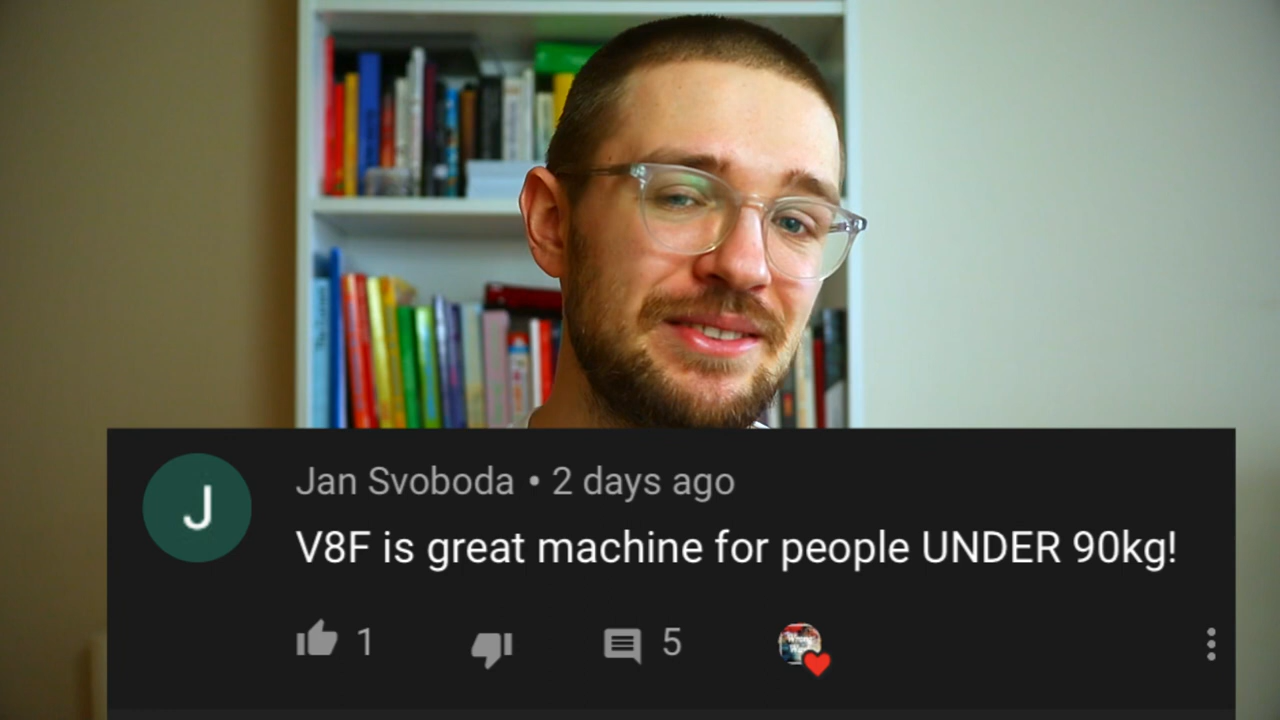 J
Jan Svoboda • 2 days ago
V8F is great machine for people UNDER 90kg!
1
5